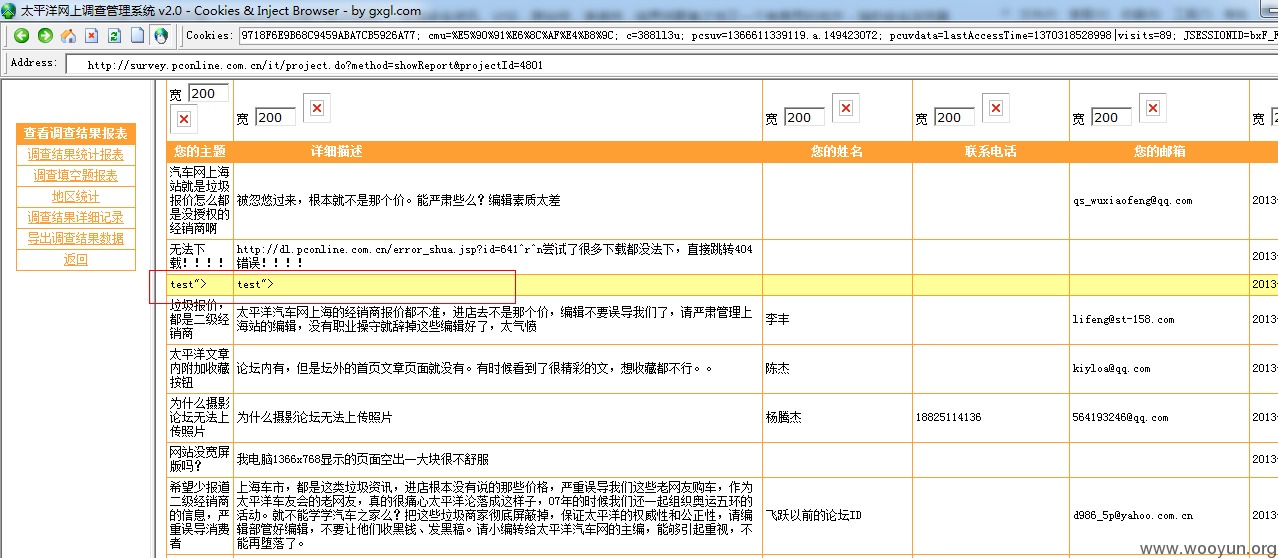 太平洋网上调查管理系统 v2.0 - Cookies & Inject Browser - by gxgl.com
Cookies:
Address: http://survey.pconline.com.cn/it/project.do?method=showReport&projectId=4801
查看调查结果报表
调查结果统计报表
调查填空题报表
地区统计
调查结果详细记录
导出调查结果数据
返回
宽 200 宽 200 宽 200 宽 200 宽 200 宽
您的主题 详细描述 您的姓名 联系电话 您的邮箱
汽车网上海
站就是垃圾
报价怎么都
是没授权的
经销商啊
被忽悠过来，根本就不是那个价。能严肃些么？编辑素质太差
qs_wuxiaofeng@qq.com
2013-
无法下
载！！！！
http://dl.pconline.com.cn/error_shua.jsp?id=641^r^n尝试了很多下载都没法下，直接跳转404
错误！！！！
2013-
test"> test"> 2013-
垃圾报价，
都是二级经
销商
太平洋汽车网上海的经销商报价都不准，进店去不是那个价，编辑不要误导我们了，请严肃管理上
海站的编辑，没有职业操守就辞掉这些编辑好了，太气愤
李丰
lifeng@st-158.com
2013-
太平洋文章
内附加收藏
按钮
论坛内有，但是坛外的首页文章页面就没有。有时候看到了很精彩的文，想收藏都不行。。
陈杰
kiyloa@qq.com
2013-
为什么摄影
论坛无法上
传照片
为什么摄影论坛无法上传照片
杨腾杰
18825114136
564193246@qq.com
2013-
网站没宽屏
版吗？
我电脑1366x768显示的页面空出一大块很不舒服
2013-
希望少报道
二级经销商
的信息，严
重误导消费
者
上海车市，都是这类垃圾资讯，进店根本没有说的那些价格，严重误导我们这些老网友购车，作为
太平洋车友会的老网友，真的很痛心太平洋沦落成这样子，07年的时候我们还一起组织奥运五环的
活动。就不能学学汽车之家么？把这些垃圾商家彻底屏蔽掉，保证太平洋的权威性和公正性，请编
辑部管好编辑，不要让他们收黑钱、发黑稿。请小编转给太平洋汽车网的主编，能够引起重视，不
能再堕落了。
飞跃以前的论坛ID
d986_5p@yahoo.com.cn
2013-
www.wooyun.org